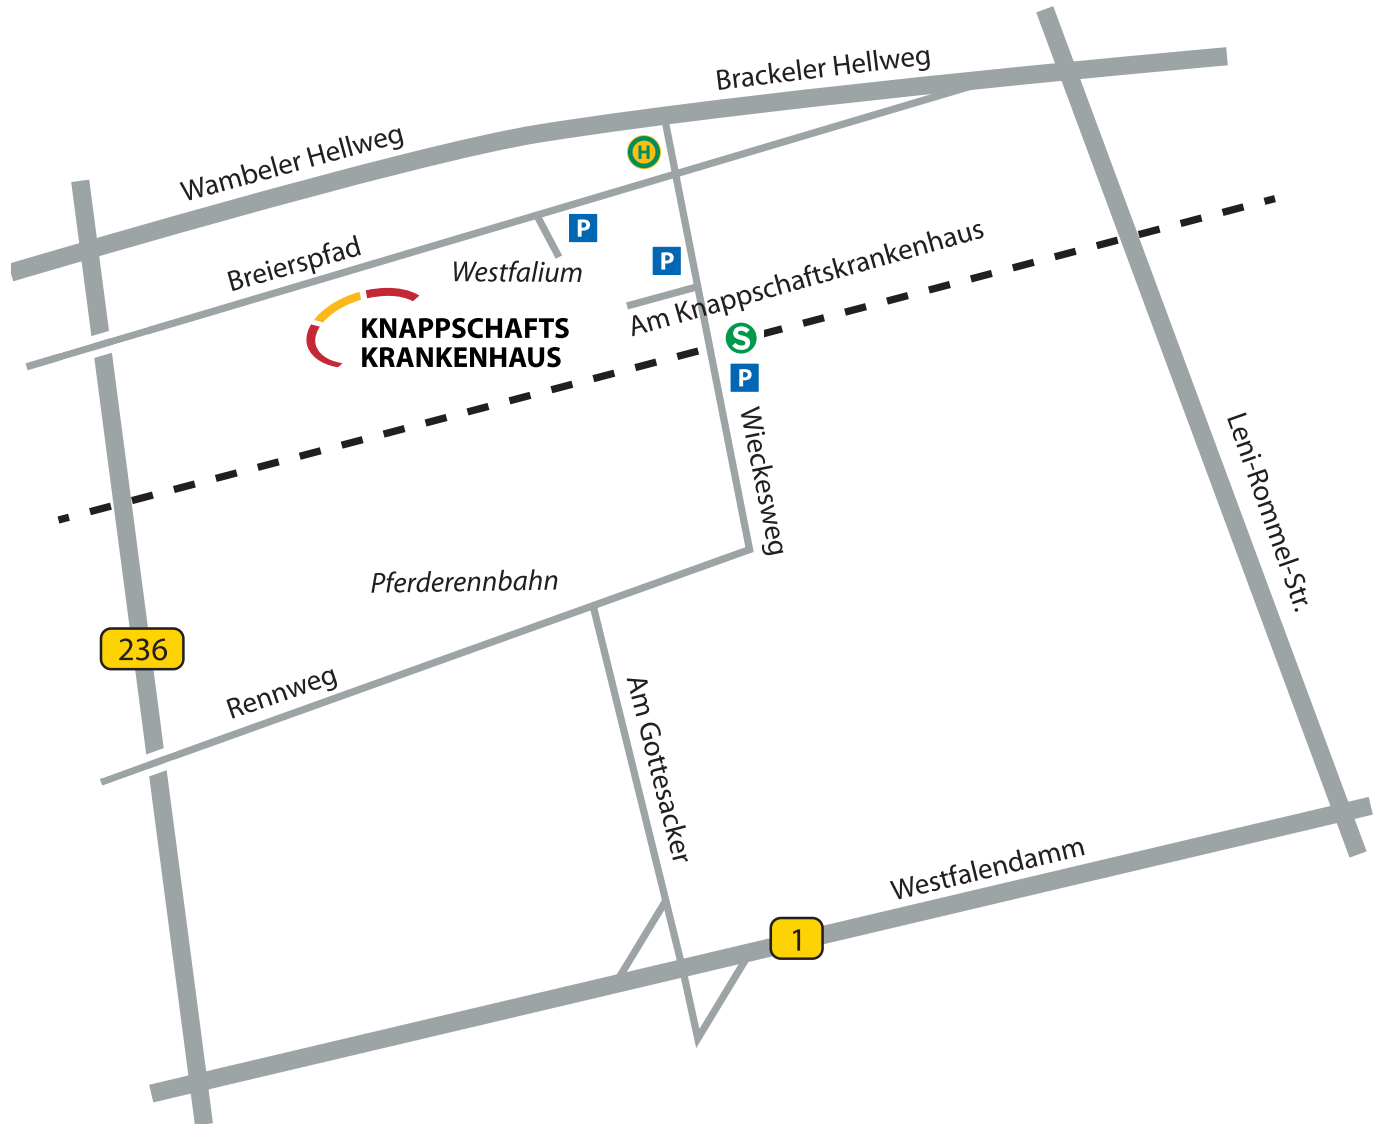 Brackeler Hellweg
Wambeler Hellweg
H
P
Breierspfad
Westfalium
P
Am Knappschaftskrankenhaus
KNAPPSCHAFTS
KRANKENHAUS
S
P
Wieckesweg
Leni-Rommel-Str.
Pferderennbahn
236
Rennweg
Am Gottesacker
Westfalendamm
1